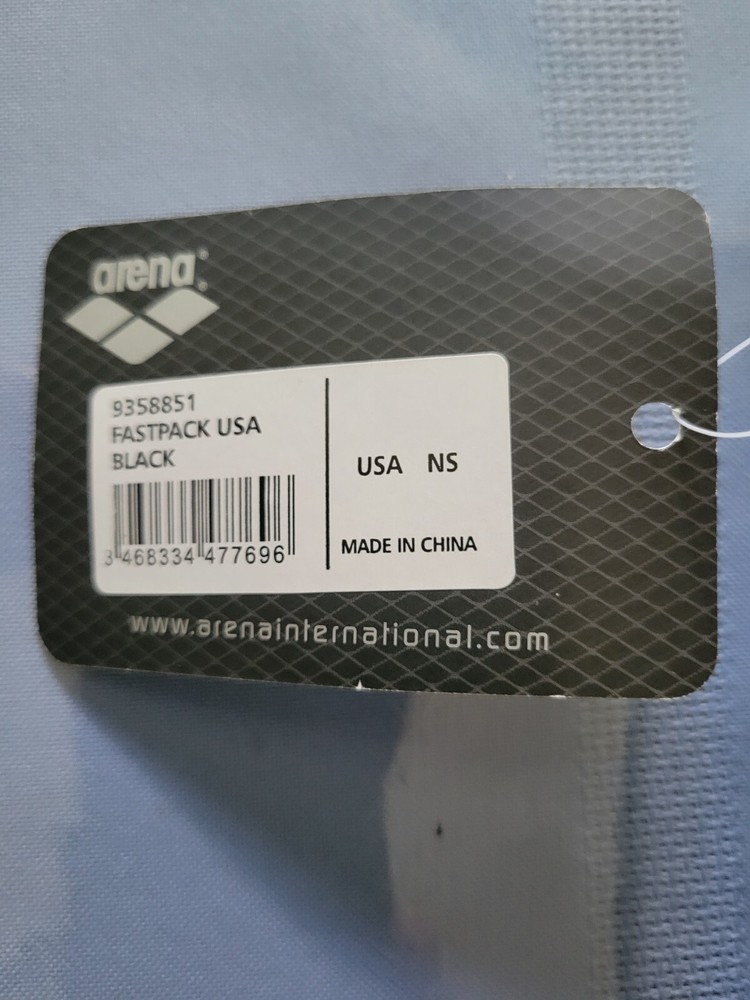 arena
9358851
FASTPACK USA
BLACK
3 468334 477696
USA NS
MADE IN CHINA
www.arenainternational.com